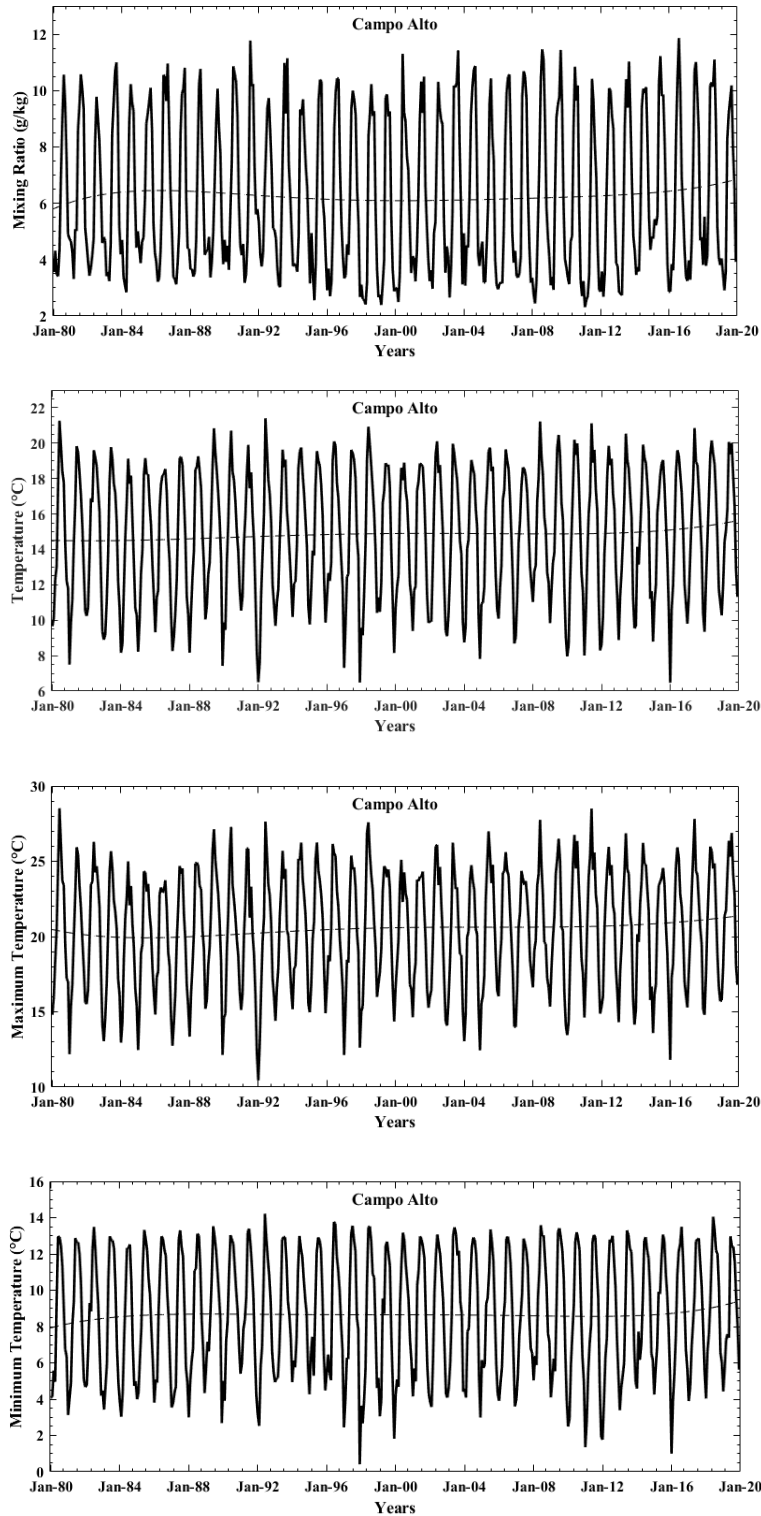 Campo Alto
Mixing Ratio (g/kg)
12
10
8
6
4
2
Jan-80 Jan-84 Jan-88 Jan-92 Jan-96 Jan-00 Jan-04 Jan-08 Jan-12 Jan-16 Jan-20
Years
Campo Alto
Temperature (°C)
22
20
18
16
14
12
10
8
6
Jan-80 Jan-84 Jan-88 Jan-92 Jan-96 Jan-00 Jan-04 Jan-08 Jan-12 Jan-16 Jan-20
Years
Campo Alto
Maximum Temperature (°C)
30
25
20
15
10
Jan-80 Jan-84 Jan-88 Jan-92 Jan-96 Jan-00 Jan-04 Jan-08 Jan-12 Jan-16 Jan-20
Years
Campo Alto
Minimum Temperature (°C)
16
14
12
10
8
6
4
2
0
Jan-80 Jan-84 Jan-88 Jan-92 Jan-96 Jan-00 Jan-04 Jan-08 Jan-12 Jan-16 Jan-20
Years